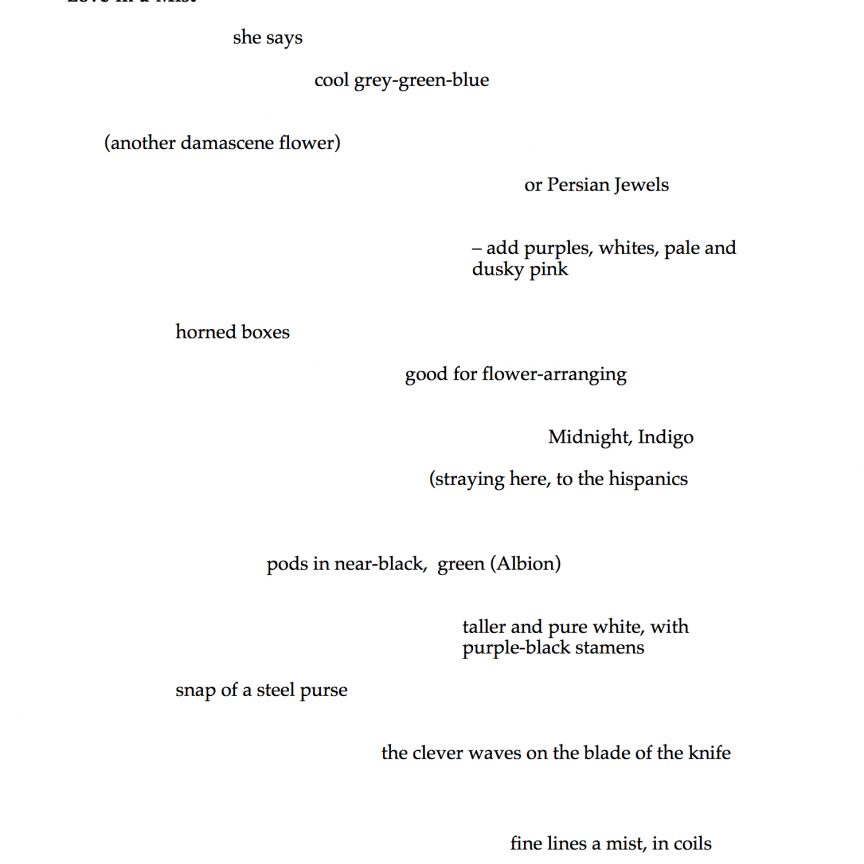 Love in a Mist
she says
cool grey-green-blue
(another damascene flower)
or Persian Jewels
– add purples, whites, pale and
dusky pink
horned boxes
good for flower-arranging
Midnight, Indigo
(straying here, to the hispanics
pods in near-black,  green (Albion)
taller and pure white, with
purple-black stamens
snap of a steel purse
the clever waves on the blade of the knife
fine lines a mist, in coils